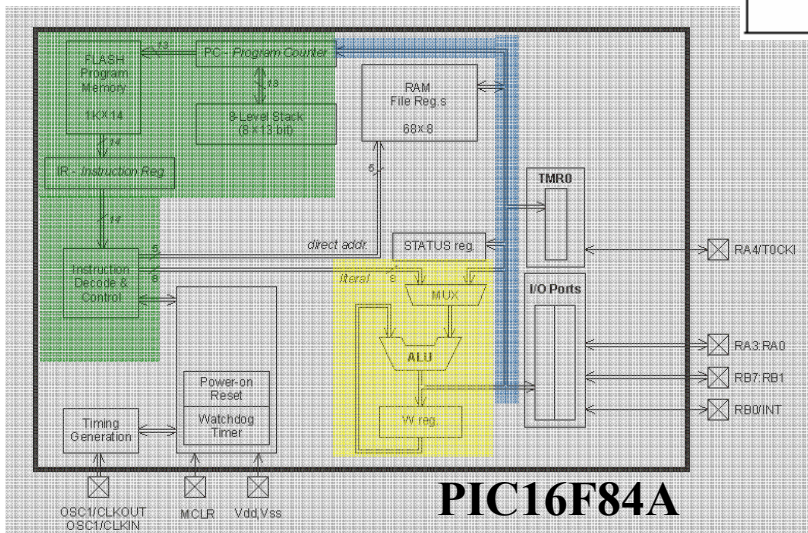 FLASH
Program
Memory
1K×14
13
PC - Program Counter
13
8-Level Stack
(8 x13 bit)
14
IR - Instruction Reg
14
RAM
File Reg.s
68×8
6
TMR0
RA4/T0CKI
direct addr.
STATUS reg.
6
Instruction
Decode &
Control
8
literal
8
MUX
I/O Ports
ALU
RA3:RA0
RB7:RB1
RB0/INT
Power-on
Reset
Watchdog
Timer
W reg.
Timing
Generation
OSC1/CLKOUT
OSC1/CLKIN
MCLR
Vdd,Vss
PIC16F84A